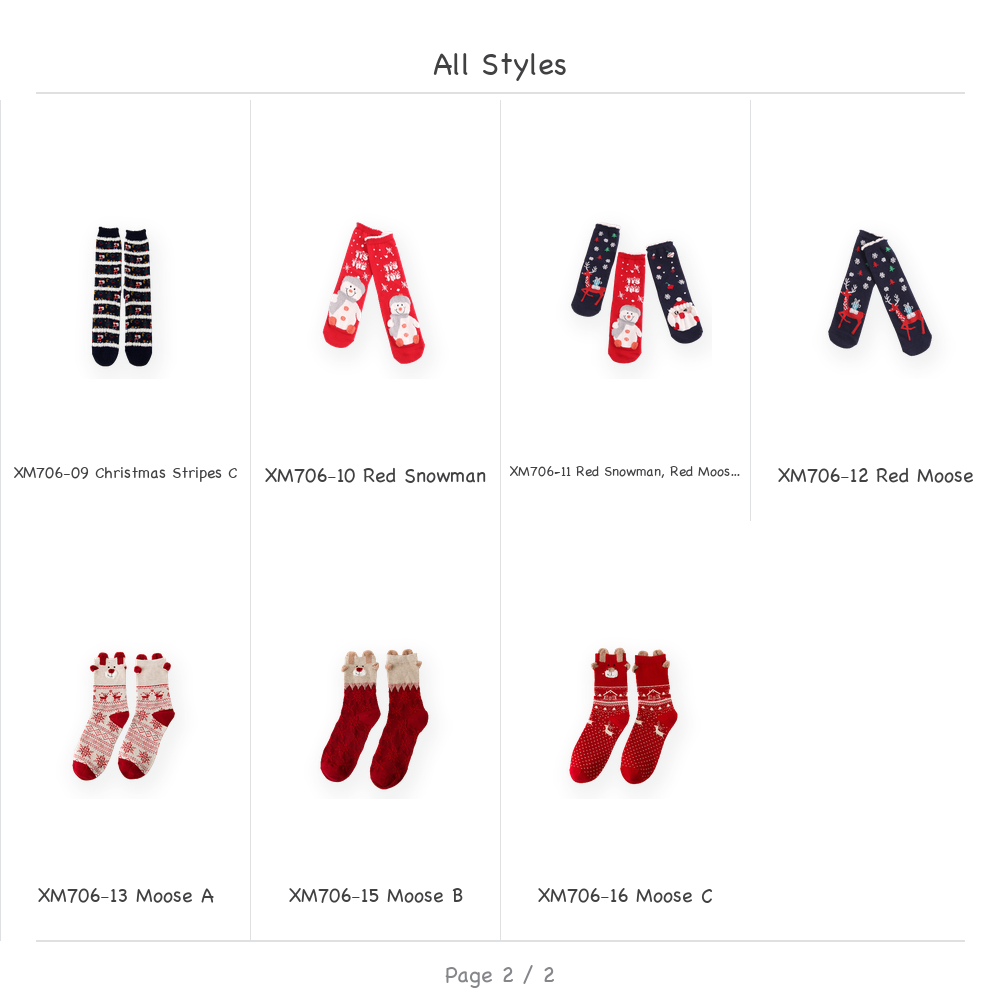 All Styles
XM706-09 Christmas Stripes C
XM706-10 Red Snowman
XM706-11 Red Snowman, Red Moos...
XM706-12 Red Moose
XM706-13 Moose A
XM706-15 Moose B
XM706-16 Moose C
Page 2 / 2